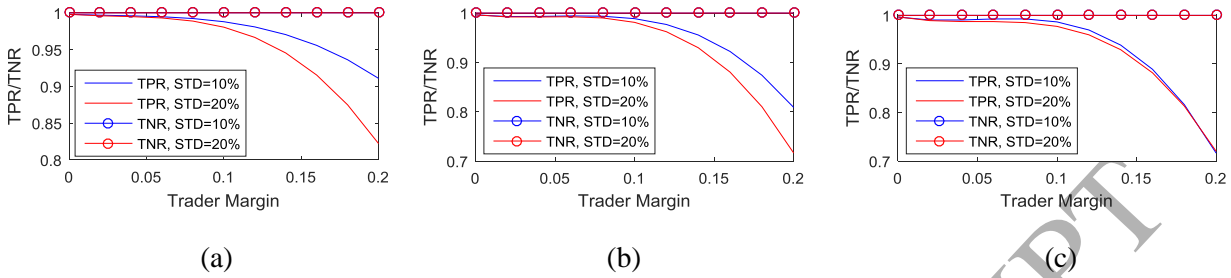 TPR/TNR
1
0.95
0.9
0.85
0.8
TPR, STD=10%
TPR, STD=20%
TNR, STD=10%
TNR, STD=20%
0 0.05 0.1 0.15 0.2
Trader Margin
(a)
TPR/TNR
1
0.9
0.8
0.7
TPR, STD=10%
TPR, STD=20%
TNR, STD=10%
TNR, STD=20%
0 0.05 0.1 0.15 0.2
Trader Margin
(b)
TPR/TNR
1
0.9
0.8
0.7
TPR, STD=10%
TPR, STD=20%
TNR, STD=10%
TNR, STD=20%
0 0.05 0.1 0.15 0.2
Trader Margin
(c)
PT